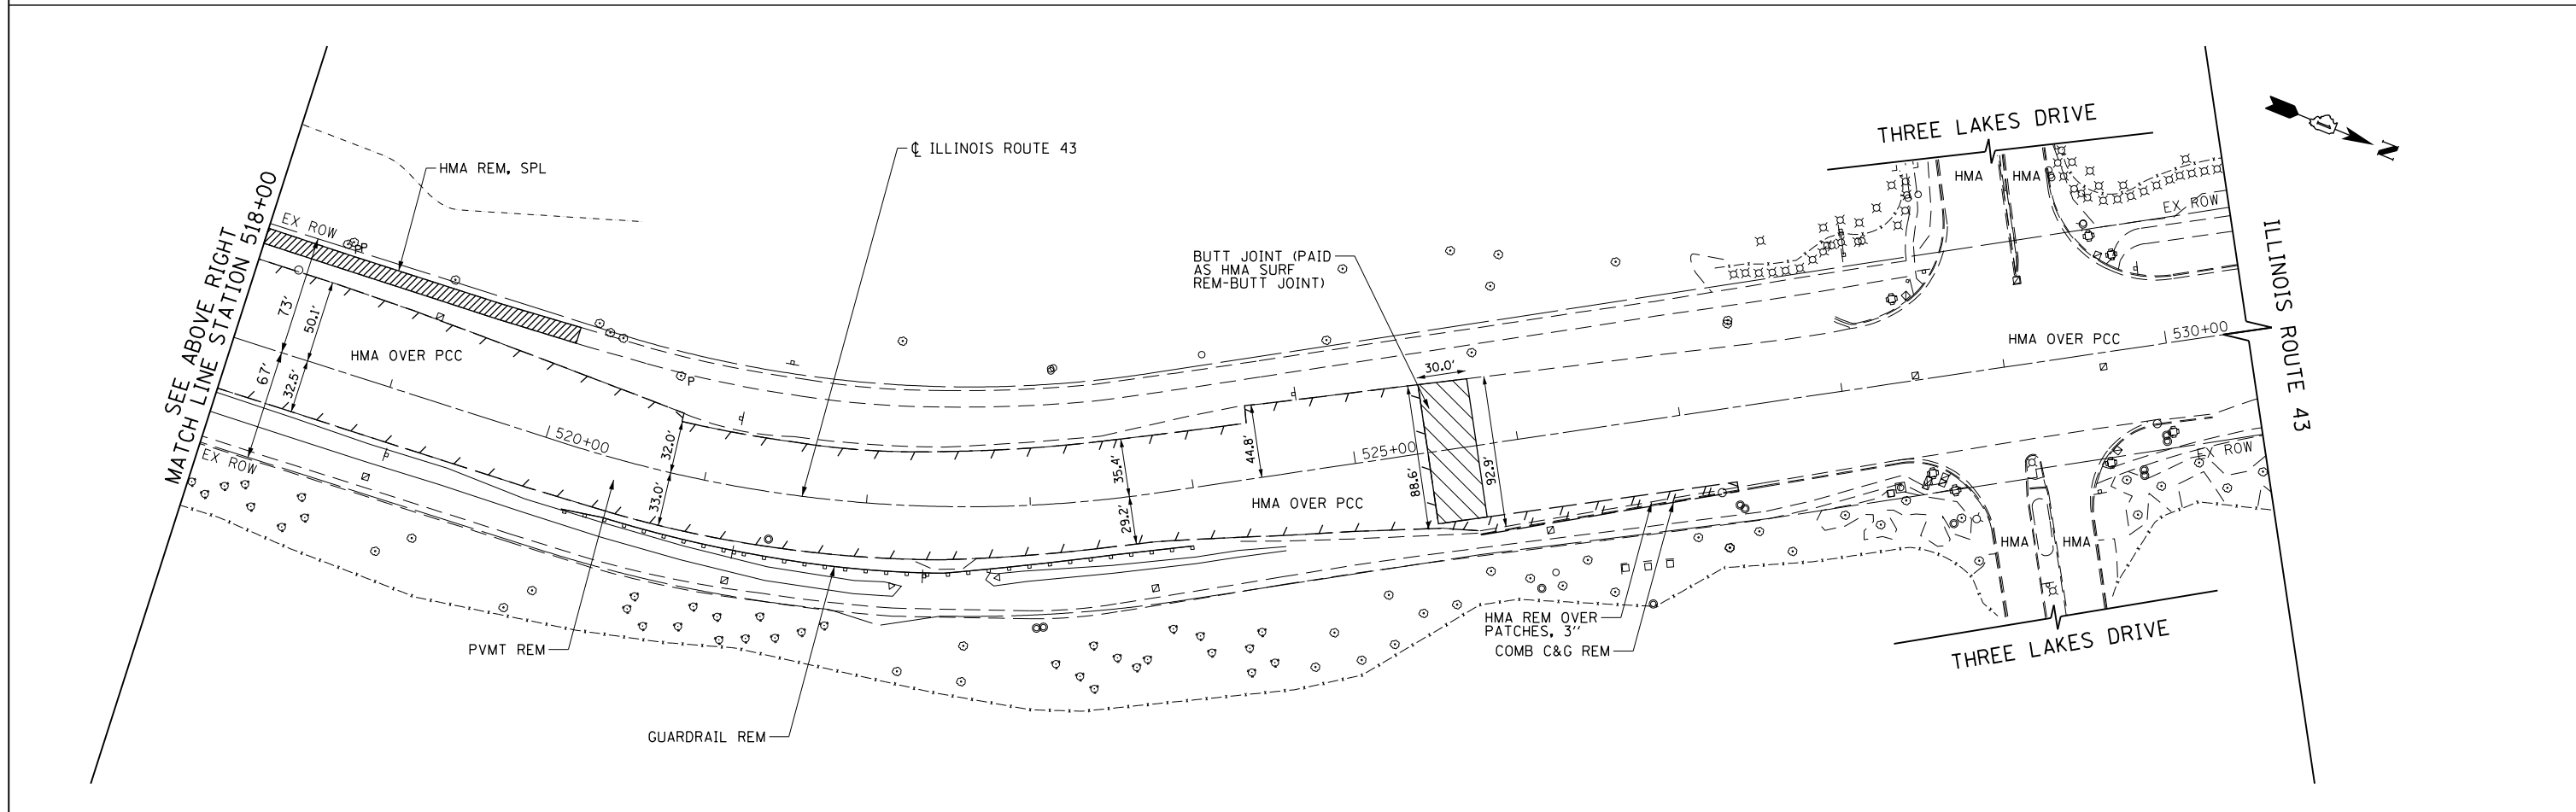 THREE LAKES DRIVE
℄ ILLINOIS ROUTE 43
HMA REM, SPL
HMA
HMA
N
EX ROW
EX ROW
SEE ABOVE RIGHT
MATCH LINE STATION 518+00
BUTT JOINT (PAID
AS HMA SURF
REM-BUTT JOINT)
73'
50.1'
67'
32.5'
HMA OVER PCC
530+00
HMA OVER PCC
ILLINOIS ROUTE 43
P
P
30.0'
520+00
32.0'
33.0'
35.4'
29.2'
44.8'
525+00
88.6'
92.9'
HMA OVER PCC
EX ROW
EX ROW
HMA
HMA
HMA REM OVER
PATCHES, 3"
COMB C&G REM
PVMT REM
THREE LAKES DRIVE
GUARDRAIL REM